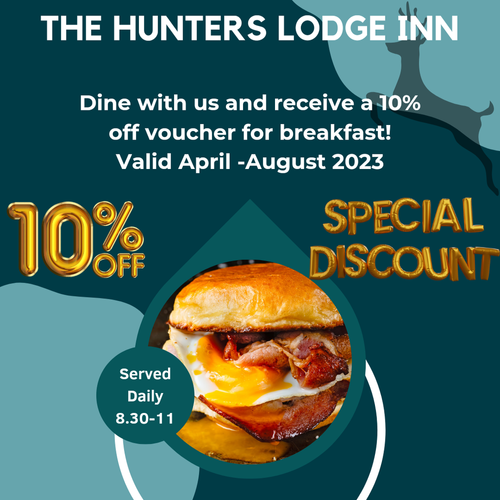 THE HUNTERS LODGE INN
Dine with us and receive a 10%
off voucher for breakfast!
Valid April -August 2023
10%
OFF
SPECIAL
DISCOUNT
Served
Daily
8.30-11